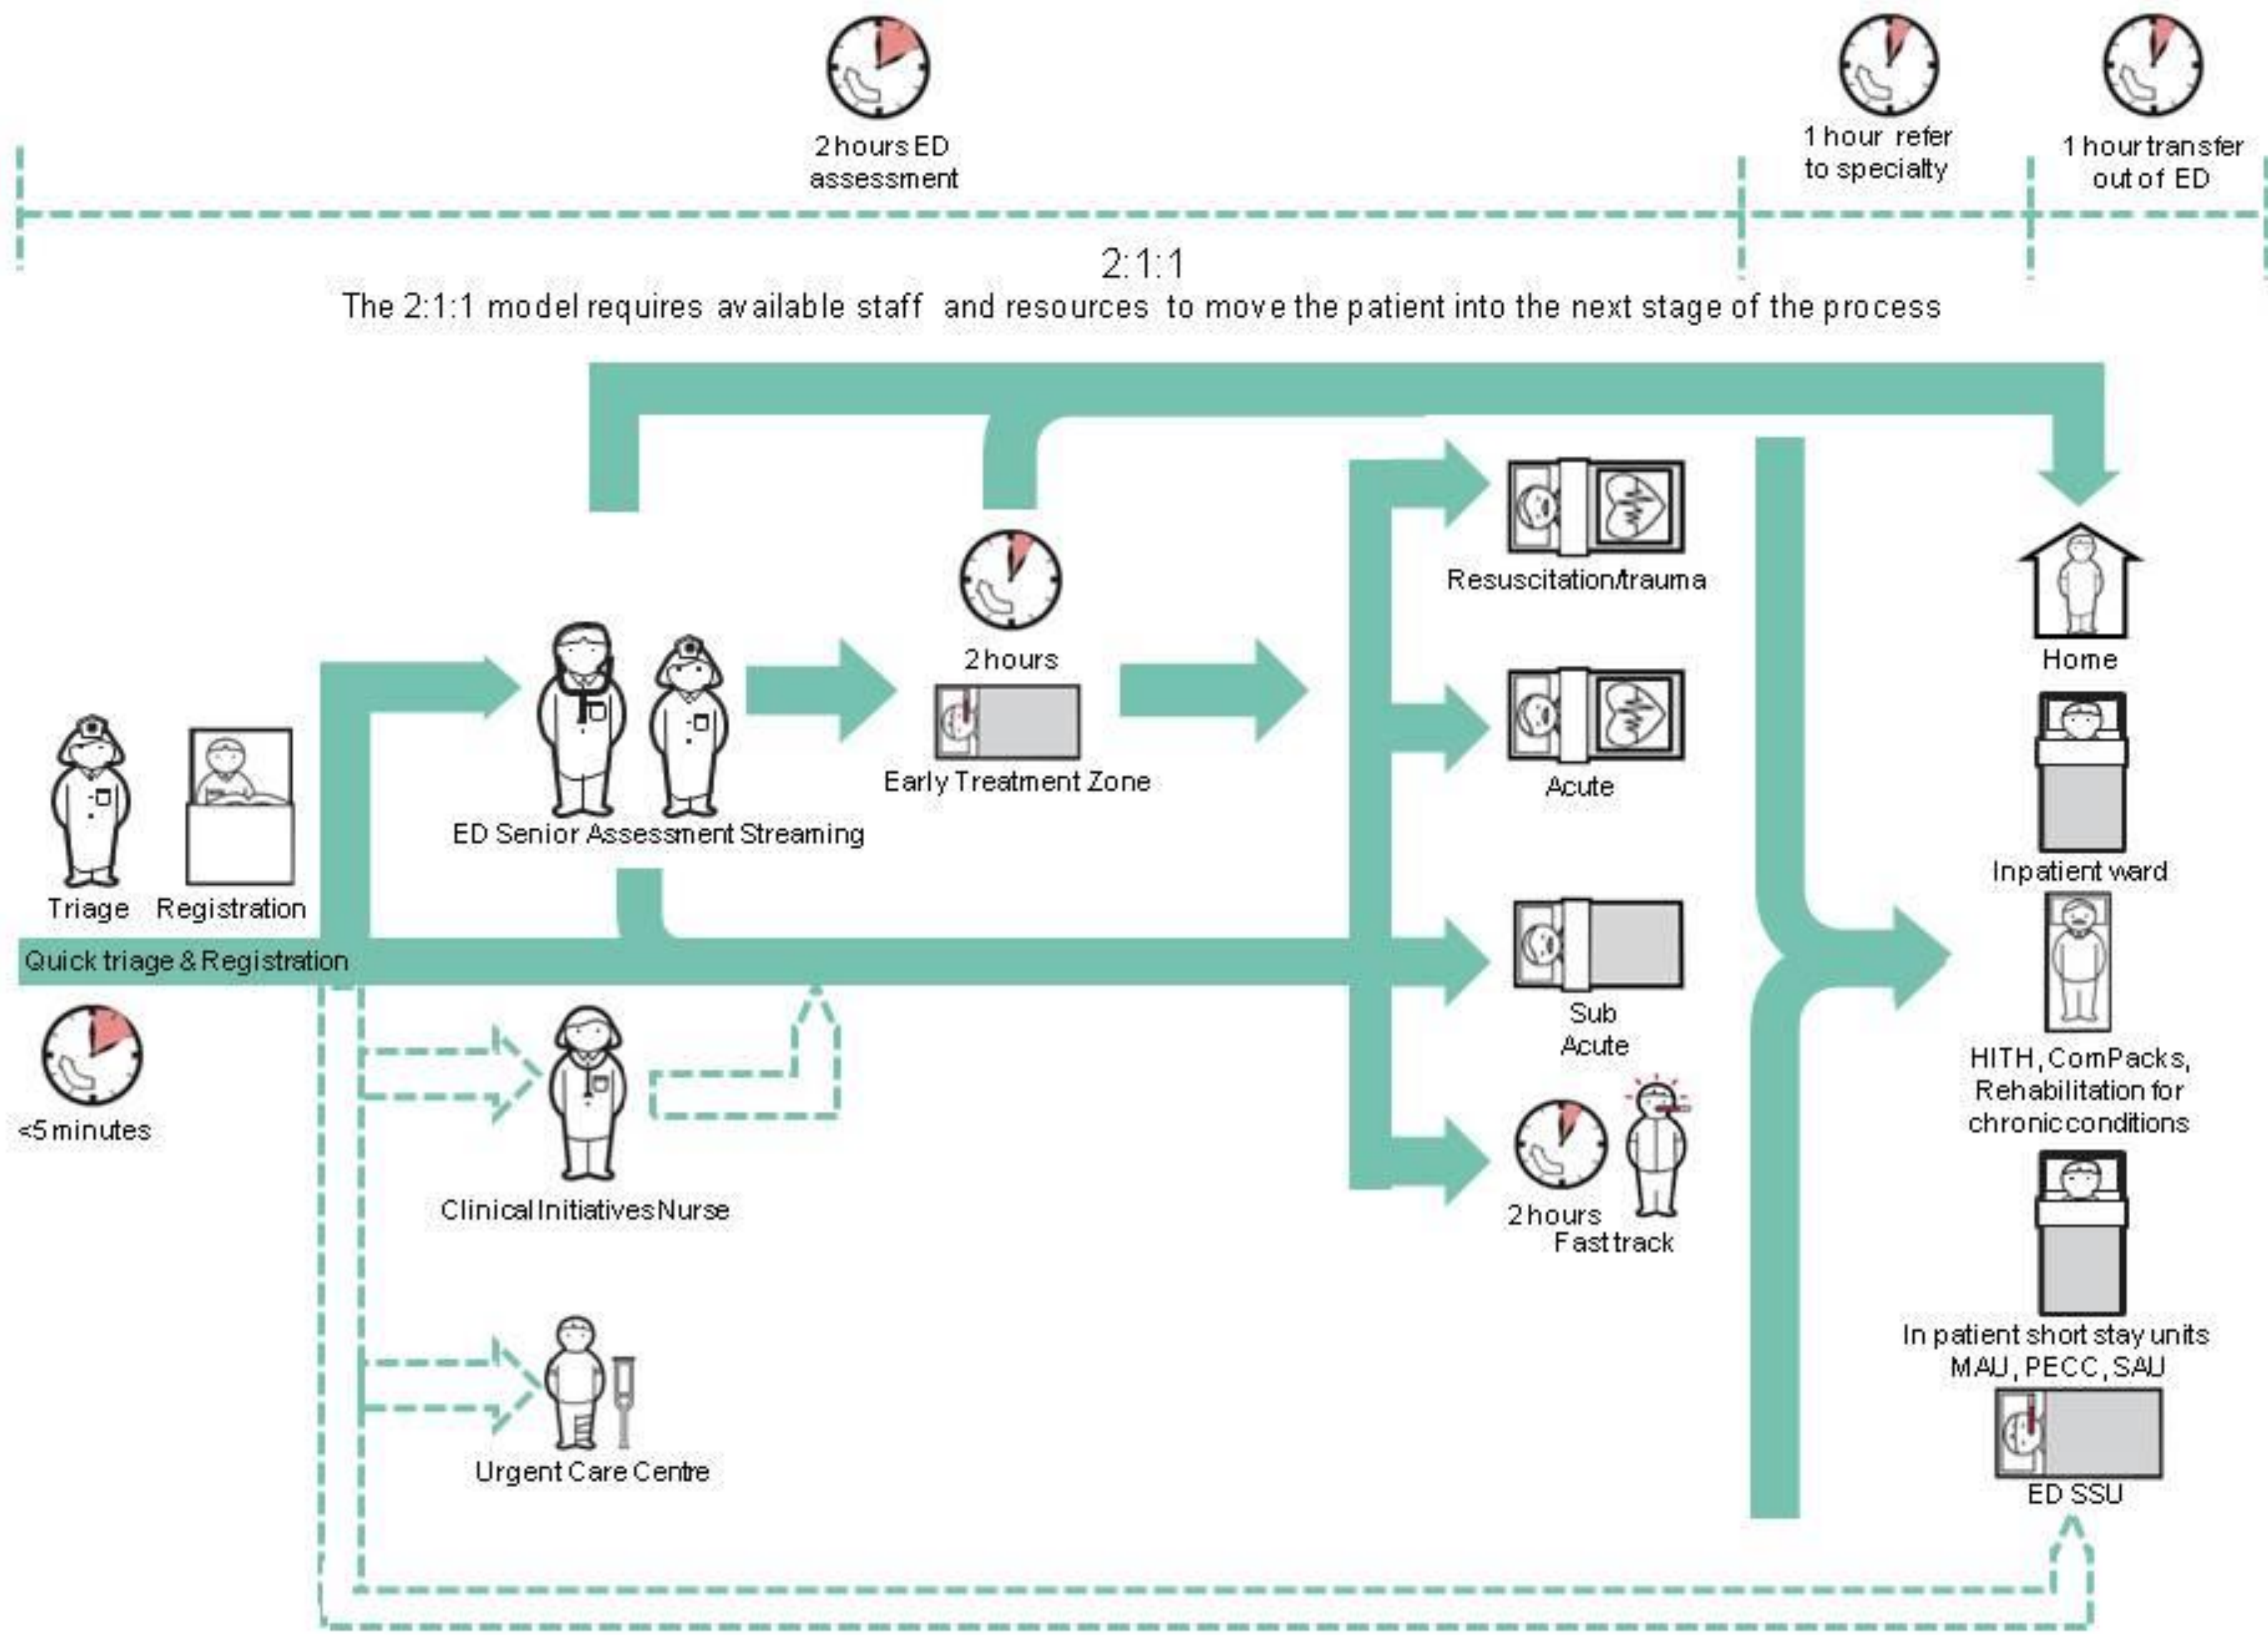 2 hours ED
assessment
1 hour refer
to specialty
1 hour transfer
out of ED
2:1:1
The 2:1:1 model requires available staff and resources to move the patient into the next stage of the process
Resuscitation/trauma
2 hours
Early Treatment Zone
Home
Acute
ED Senior Assessment Streaming
Triage
Registration
Inpatient ward
Quick triage & Registration
Sub
Acute
<5 minutes
HITH, ComPacks,
Rehabilitation for
chronic conditions
Clinical Initiatives Nurse
2 hours
Fast track
In patient short stay units
MAU, PECC, SAU
Urgent Care Centre
ED SSU